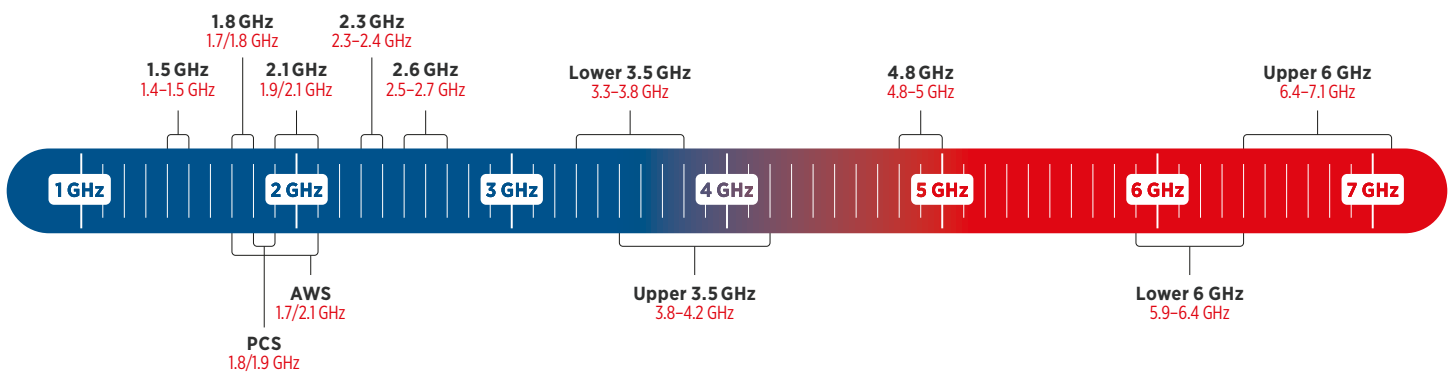 1.8 GHz
1.7/1.8 GHz
2.3 GHz
2.3–2.4 GHz
1.5 GHz
1.4–1.5 GHz
2.1 GHz
1.9/2.1 GHz
2.6 GHz
2.5–2.7 GHz
Lower 3.5 GHz
3.3–3.8 GHz
4.8 GHz
4.8–5 GHz
Upper 6 GHz
6.4–7.1 GHz
1 GHz
2 GHz
3 GHz
4 GHz
5 GHz
6 GHz
7 GHz
AWS
1.7/2.1 GHz
Upper 3.5 GHz
3.8–4.2 GHz
Lower 6 GHz
5.9–6.4 GHz
PCS
1.8/1.9 GHz